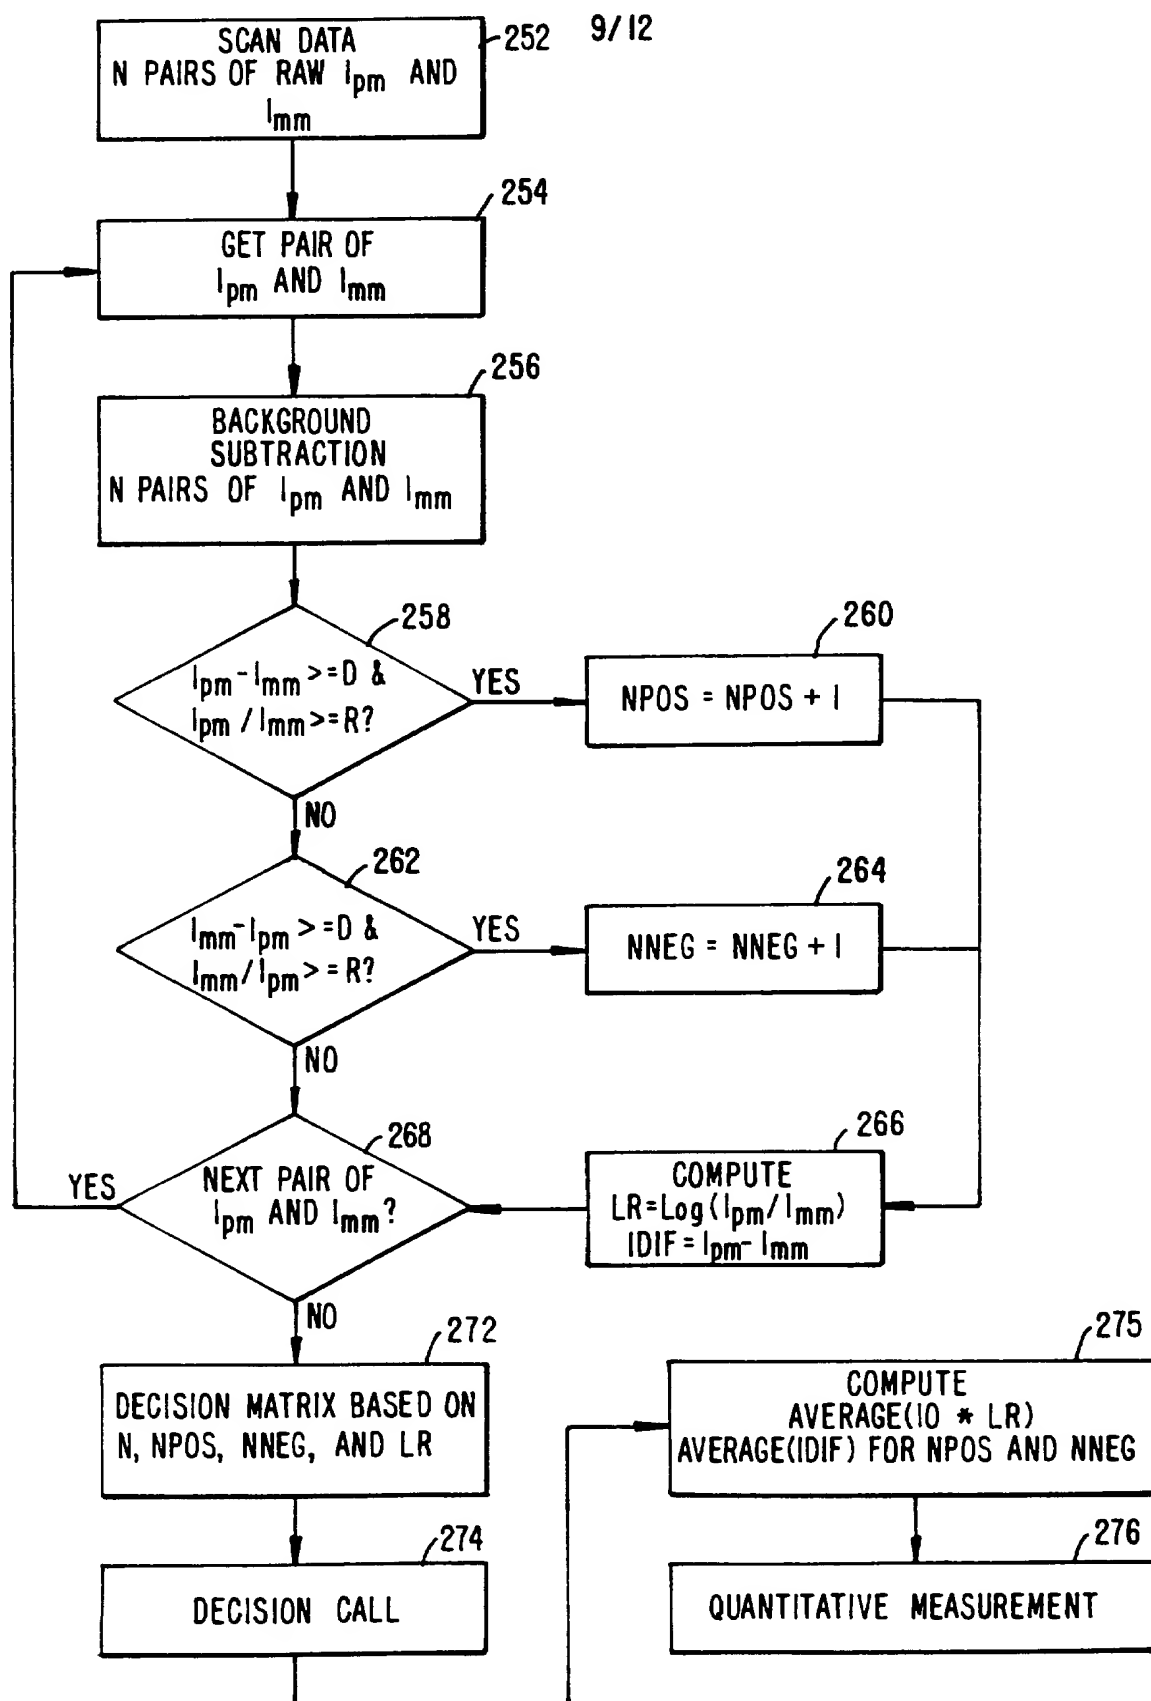 9/12
252
SCAN DATA
N PAIRS OF RAW Ipm AND
Imm
254
GET PAIR OF
Ipm AND Imm
256
BACKGROUND
SUBTRACTION
N PAIRS OF Ipm AND Imm
258
Ipm-Imm >=D &
Ipm / Imm >=R?
YES
260
NPOS = NPOS + 1
NO
262
Imm-Ipm > =D &
Imm/Ipm> =R?
YES
264
NNEG = NNEG + 1
NO
268
NEXT PAIR OF
Ipm AND Imm?
YES
266
COMPUTE
LR=Log(Ipm/Imm)
IDIF=Ipm-Imm
NO
272
DECISION MATRIX BASED ON
N, NPOS, NNEG, AND LR
274
DECISION CALL
275
COMPUTE
AVERAGE(10 * LR)
AVERAGE(IDIF) FOR NPOS AND NNEG
276
QUANTITATIVE MEASUREMENT